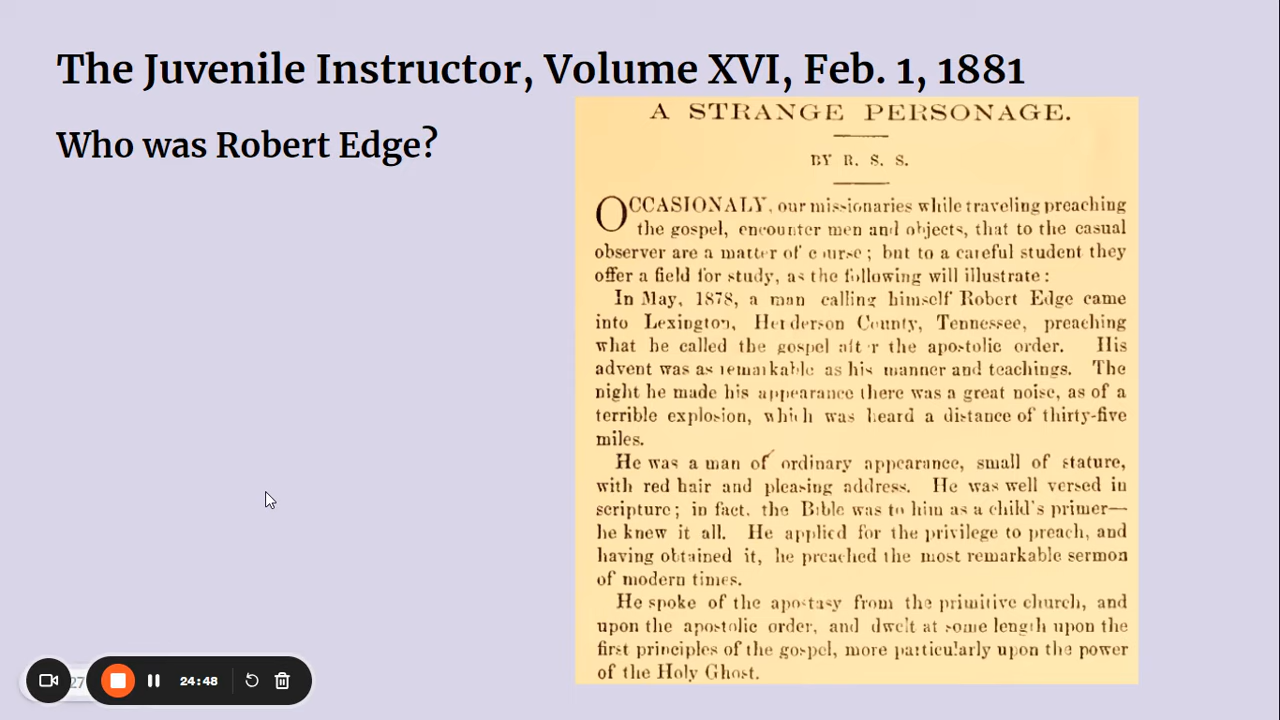 The Juvenile Instructor, Volume XVI, Feb. 1, 1881
Who was Robert Edge?
A STRANGE PERSONAGE.
BY R. S. S.
OCCASIONALY, our missionaries while traveling preaching
the gospel, encounter men and objects, that to the casual
observer are a matter of course; but to a careful student they
offer a field for study, as the following will illustrate:
In May, 1878, a man calling himself Robert Edge came
into Lexington, Henderson County, Tennessee, preaching
what he called the gospel after the apostolic order. His
advent was as remarkable as his manner and teachings. The
night he made his appearance there was a great noise, as of a
terrible explosion, which was heard a distance of thirty-five
miles.
He was a man of ordinary appearance, small of stature,
with red hair and pleasing address. He was well versed in
scripture; in fact, the Bible was to him as a child's primer—
he knew it all. He applied for the privilege to preach, and
having obtained it, he preached the most remarkable sermon
of modern times.
He spoke of the apostasy from the primitive church, and
upon the apostolic order, and dwelt at some length upon the
first principles of the gospel, more particularly upon the power
of the Holy Ghost.
27
24:48